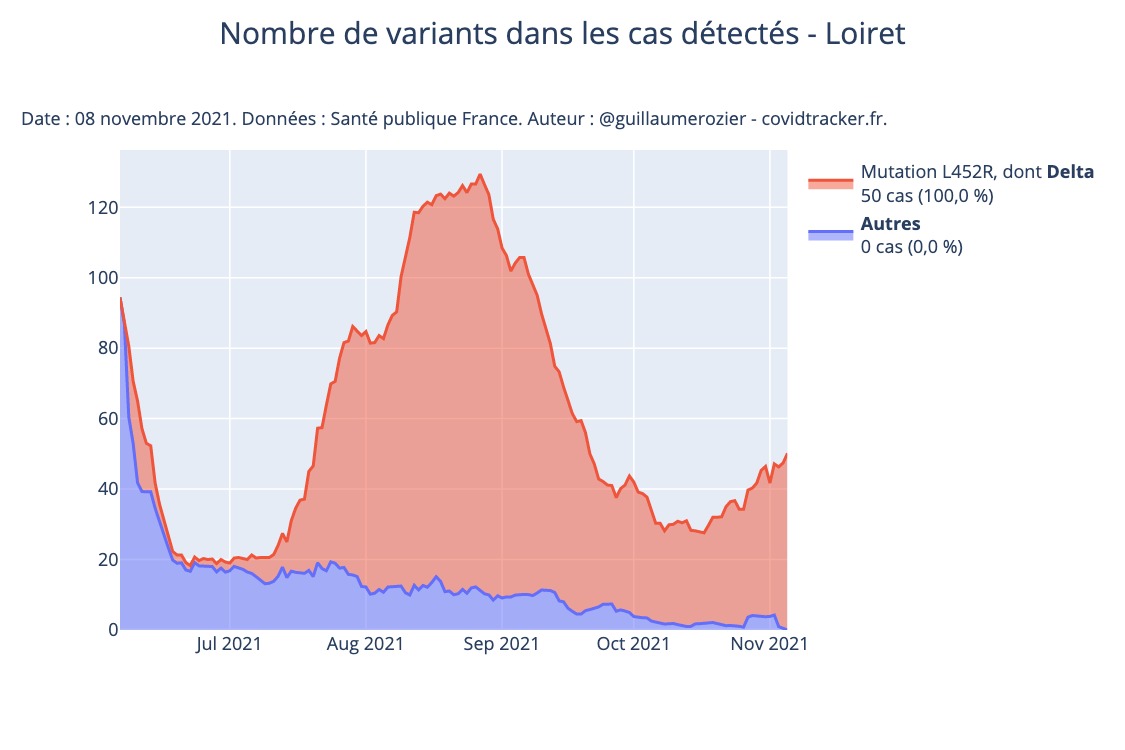 Nombre de variants dans les cas détectés - Loiret
Date : 08 novembre 2021. Données : Santé publique France. Auteur : @guillaumerozier - covidtracker.fr.
Mutation L452R, dont Delta
50 cas (100,0 %)
Autres
0 cas (0,0 %)
120
100
80
60
40
20
0
Jul 2021
Aug 2021
Sep 2021
Oct 2021
Nov 2021